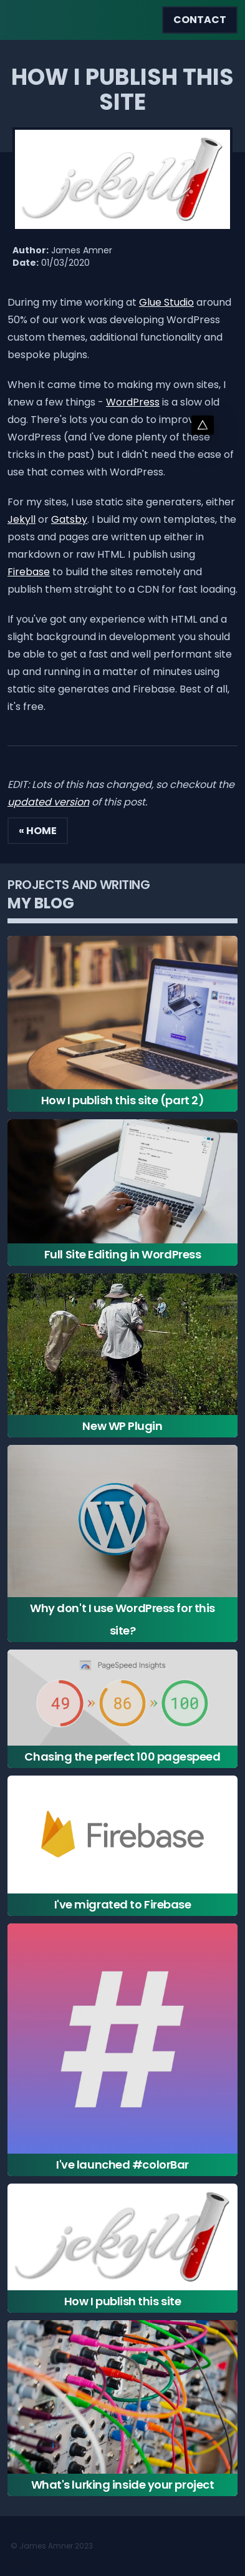 CONTACT
HOW I PUBLISH THIS
SITE
jekyll
Author: James Amner
Date: 01/03/2020
During my time working at Glue Studio around
50% of our work was developing WordPress
custom themes, additional functionality and
bespoke plugins.
When it came time to making my own sites, I
knew a few things - WordPress is a slow old
dog. There's lots you can do to impro
WordPress (and I've done plenty of these
tricks in the past) but I didn't need the ease of
use that comes with WordPress.
For my sites, I use static site generaters, either
Jekyll or Gatsby. I build my own templates, the
posts and pages are written up either in
markdown or raw HTML. I publish using
Firebase to build the sites remotely and
publish them straight to a CDN for fast loading.
If you've got any experience with HTML and a
slight background in development you should
be able to get a fast and well performant site
up and running in a matter of minutes using
static site generates and Firebase. Best of all,
it's free.
EDIT: Lots of this has changed, so checkout the
updated version of this post.
« HOME
PROJECTS AND WRITING
MY BLOG
How I publish this site (part 2)
Full Site Editing in WordPress
New WP Plugin
Why don't I use WordPress for this
site?
PageSpeed Insights
49 » 86 » 100
Chasing the perfect 100 pagespeed
Firebase
I've migrated to Firebase
#
I've launched #colorBar
jekyll
How I publish this site
What's lurking inside your project
© James Amner 2023